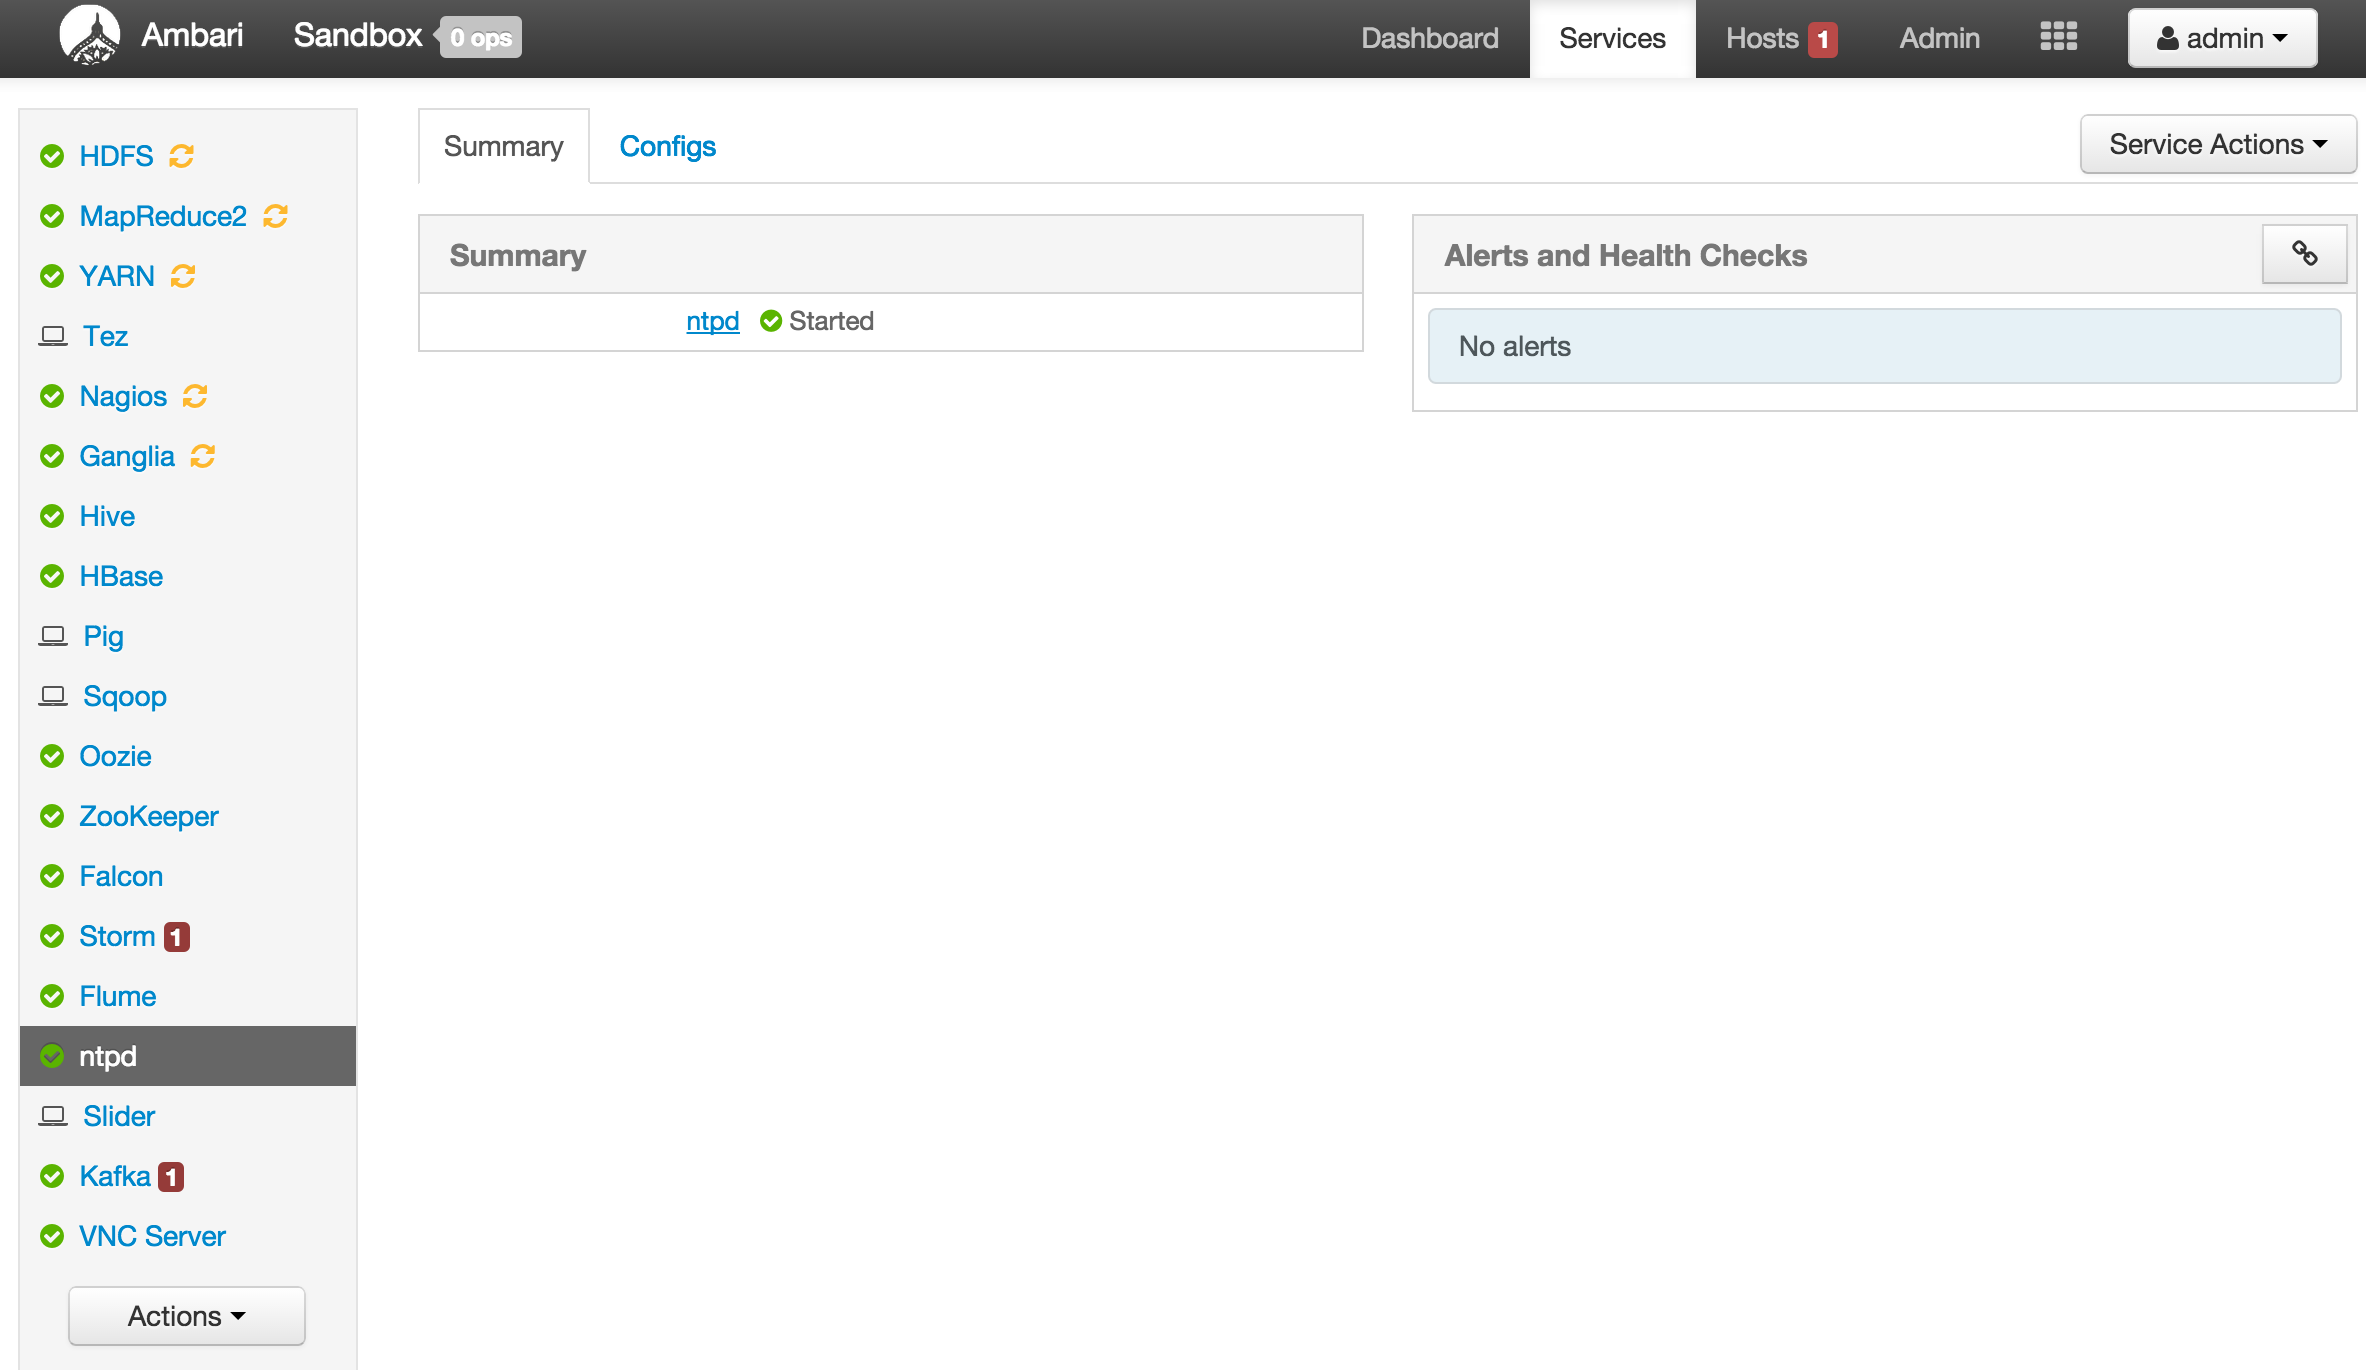 Ambari Sandbox 0 ops Dashboard Services Hosts 1 Admin admin
Summary Configs Service Actions
HDFS
MapReduce2
YARN
Tez
Nagios
Ganglia
Hive
HBase
Pig
Sqoop
Oozie
ZooKeeper
Falcon
Storm 1
Flume
ntpd
Slider
Kafka 1
VNC Server
Actions
Summary
ntpd Started
Alerts and Health Checks
No alerts